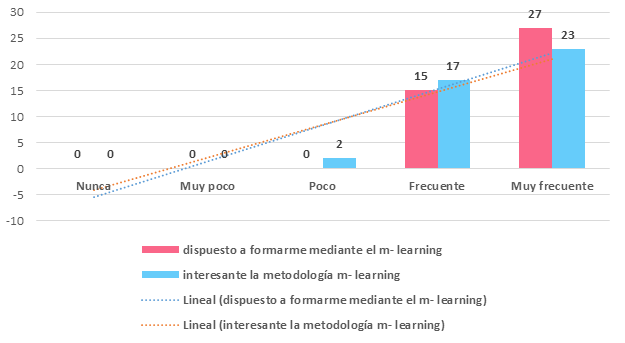 30
25
20
15
10
5
0
-5
-10
0 0 0 0 0 2 15 17 27 23
Nunca Muy poco Poco Frecuente Muy frecuente
dispuesto a formarme mediante el m- learning
interesante la metodología m- learning
Lineal (dispuesto a formarme mediante el m- learning)
Lineal (interesante la metodología m- learning)